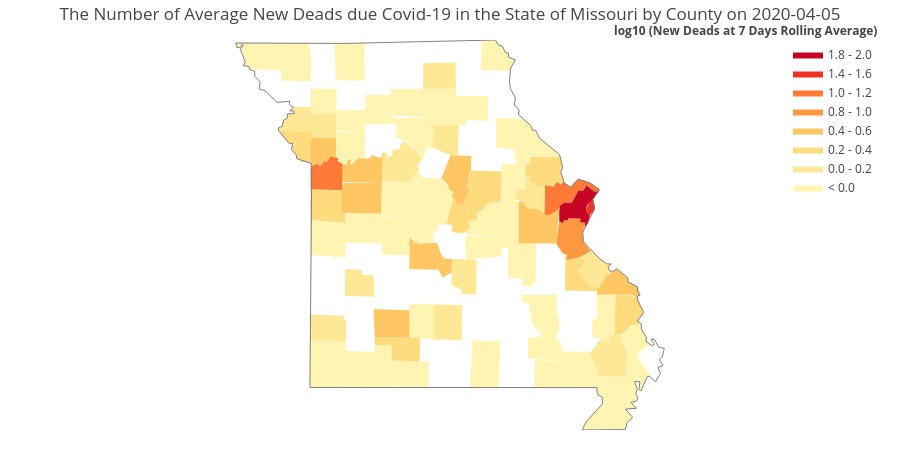 The Number of Average New Deads due Covid-19 in the State of Missouri by County on 2020-04-05
log10 (New Deads at 7 Days Rolling Average)
1.8 - 2.0
1.4 - 1.6
1.0 - 1.2
0.8 - 1.0
0.4 - 0.6
0.2 - 0.4
0.0 - 0.2
< 0.0